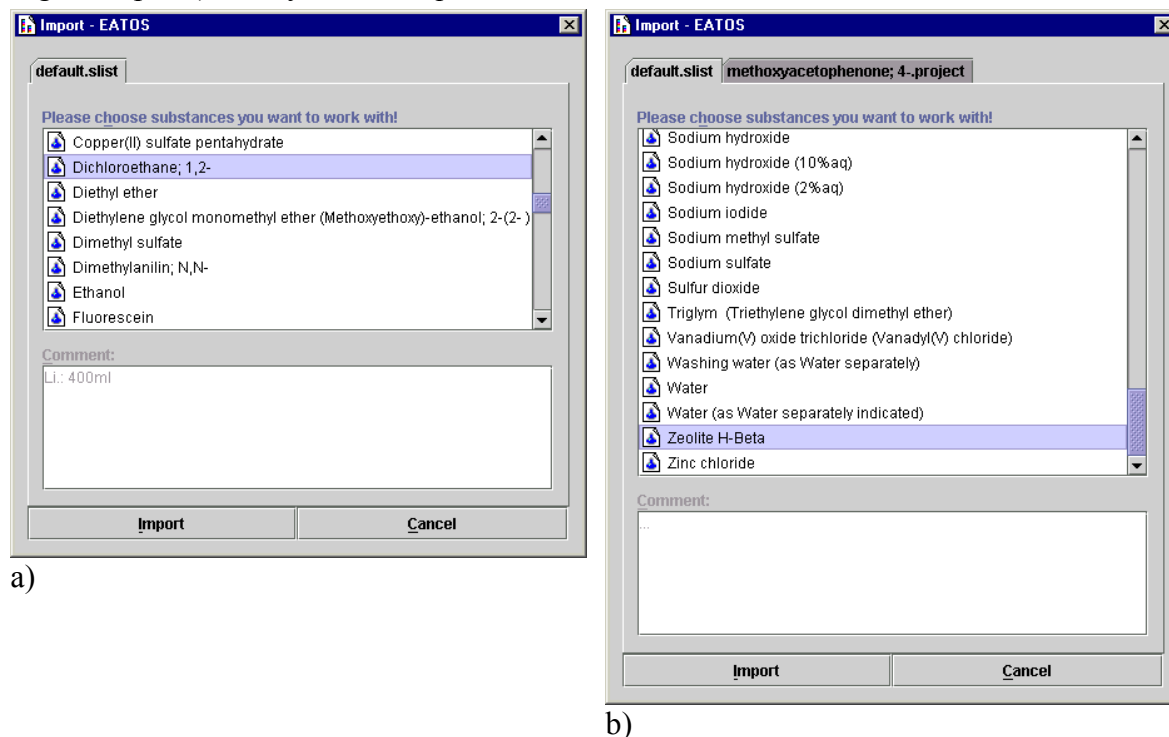 Import - EATOS
default.slist
Please choose substances you want to work with!
Copper(II) sulfate pentahydrate
Dichloroethane; 1,2-
Diethyl ether
Diethylene glycol monomethyl ether (Methoxyethoxy)-ethanol; 2-(2- )
Dimethyl sulfate
Dimethylanilin; N,N-
Ethanol
Fluorescein
Comment:
Li.: 400ml
Import Cancel
a)
Import - EATOS
default.slist methoxyacetophenone; 4-.project
Please choose substances you want to work with!
Sodium hydroxide
Sodium hydroxide (10%aq)
Sodium hydroxide (2%aq)
Sodium iodide
Sodium methyl sulfate
Sodium sulfate
Sulfur dioxide
Triglym (Triethylene glycol dimethyl ether)
Vanadium(V) oxide trichloride (Vanadyl(V) chloride)
Washing water (as Water separately)
Water
Water (as Water separately indicated)
Zeolite H-Beta
Zinc chloride
Comment:
...
Import Cancel
b)